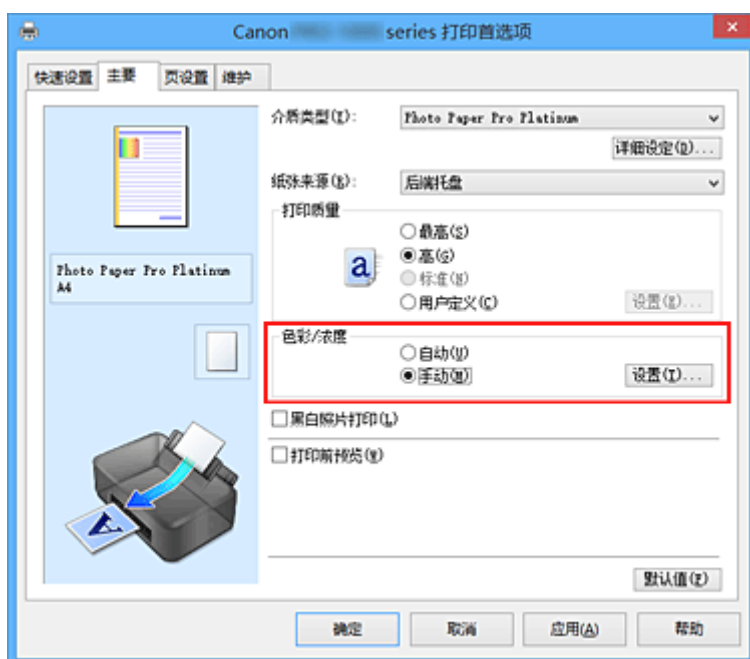 Canon series 打印首选项
快速设置 主要 页设置 维护
介质类型(I): Photo Paper Pro Platinum
详细设定(D)...
纸张来源(R): 后端托盘
打印质量
最高(S)
a 高(G)
标准(N)
用户定义(C) 设置(E)...
Photo Paper Pro Platinum
A4
色彩/浓度
自动(U)
手动(M) 设置(T)...
黑白照片打印(L)
打印前预览(W)
A
默认值(F)
确定 取消 应用(A) 帮助